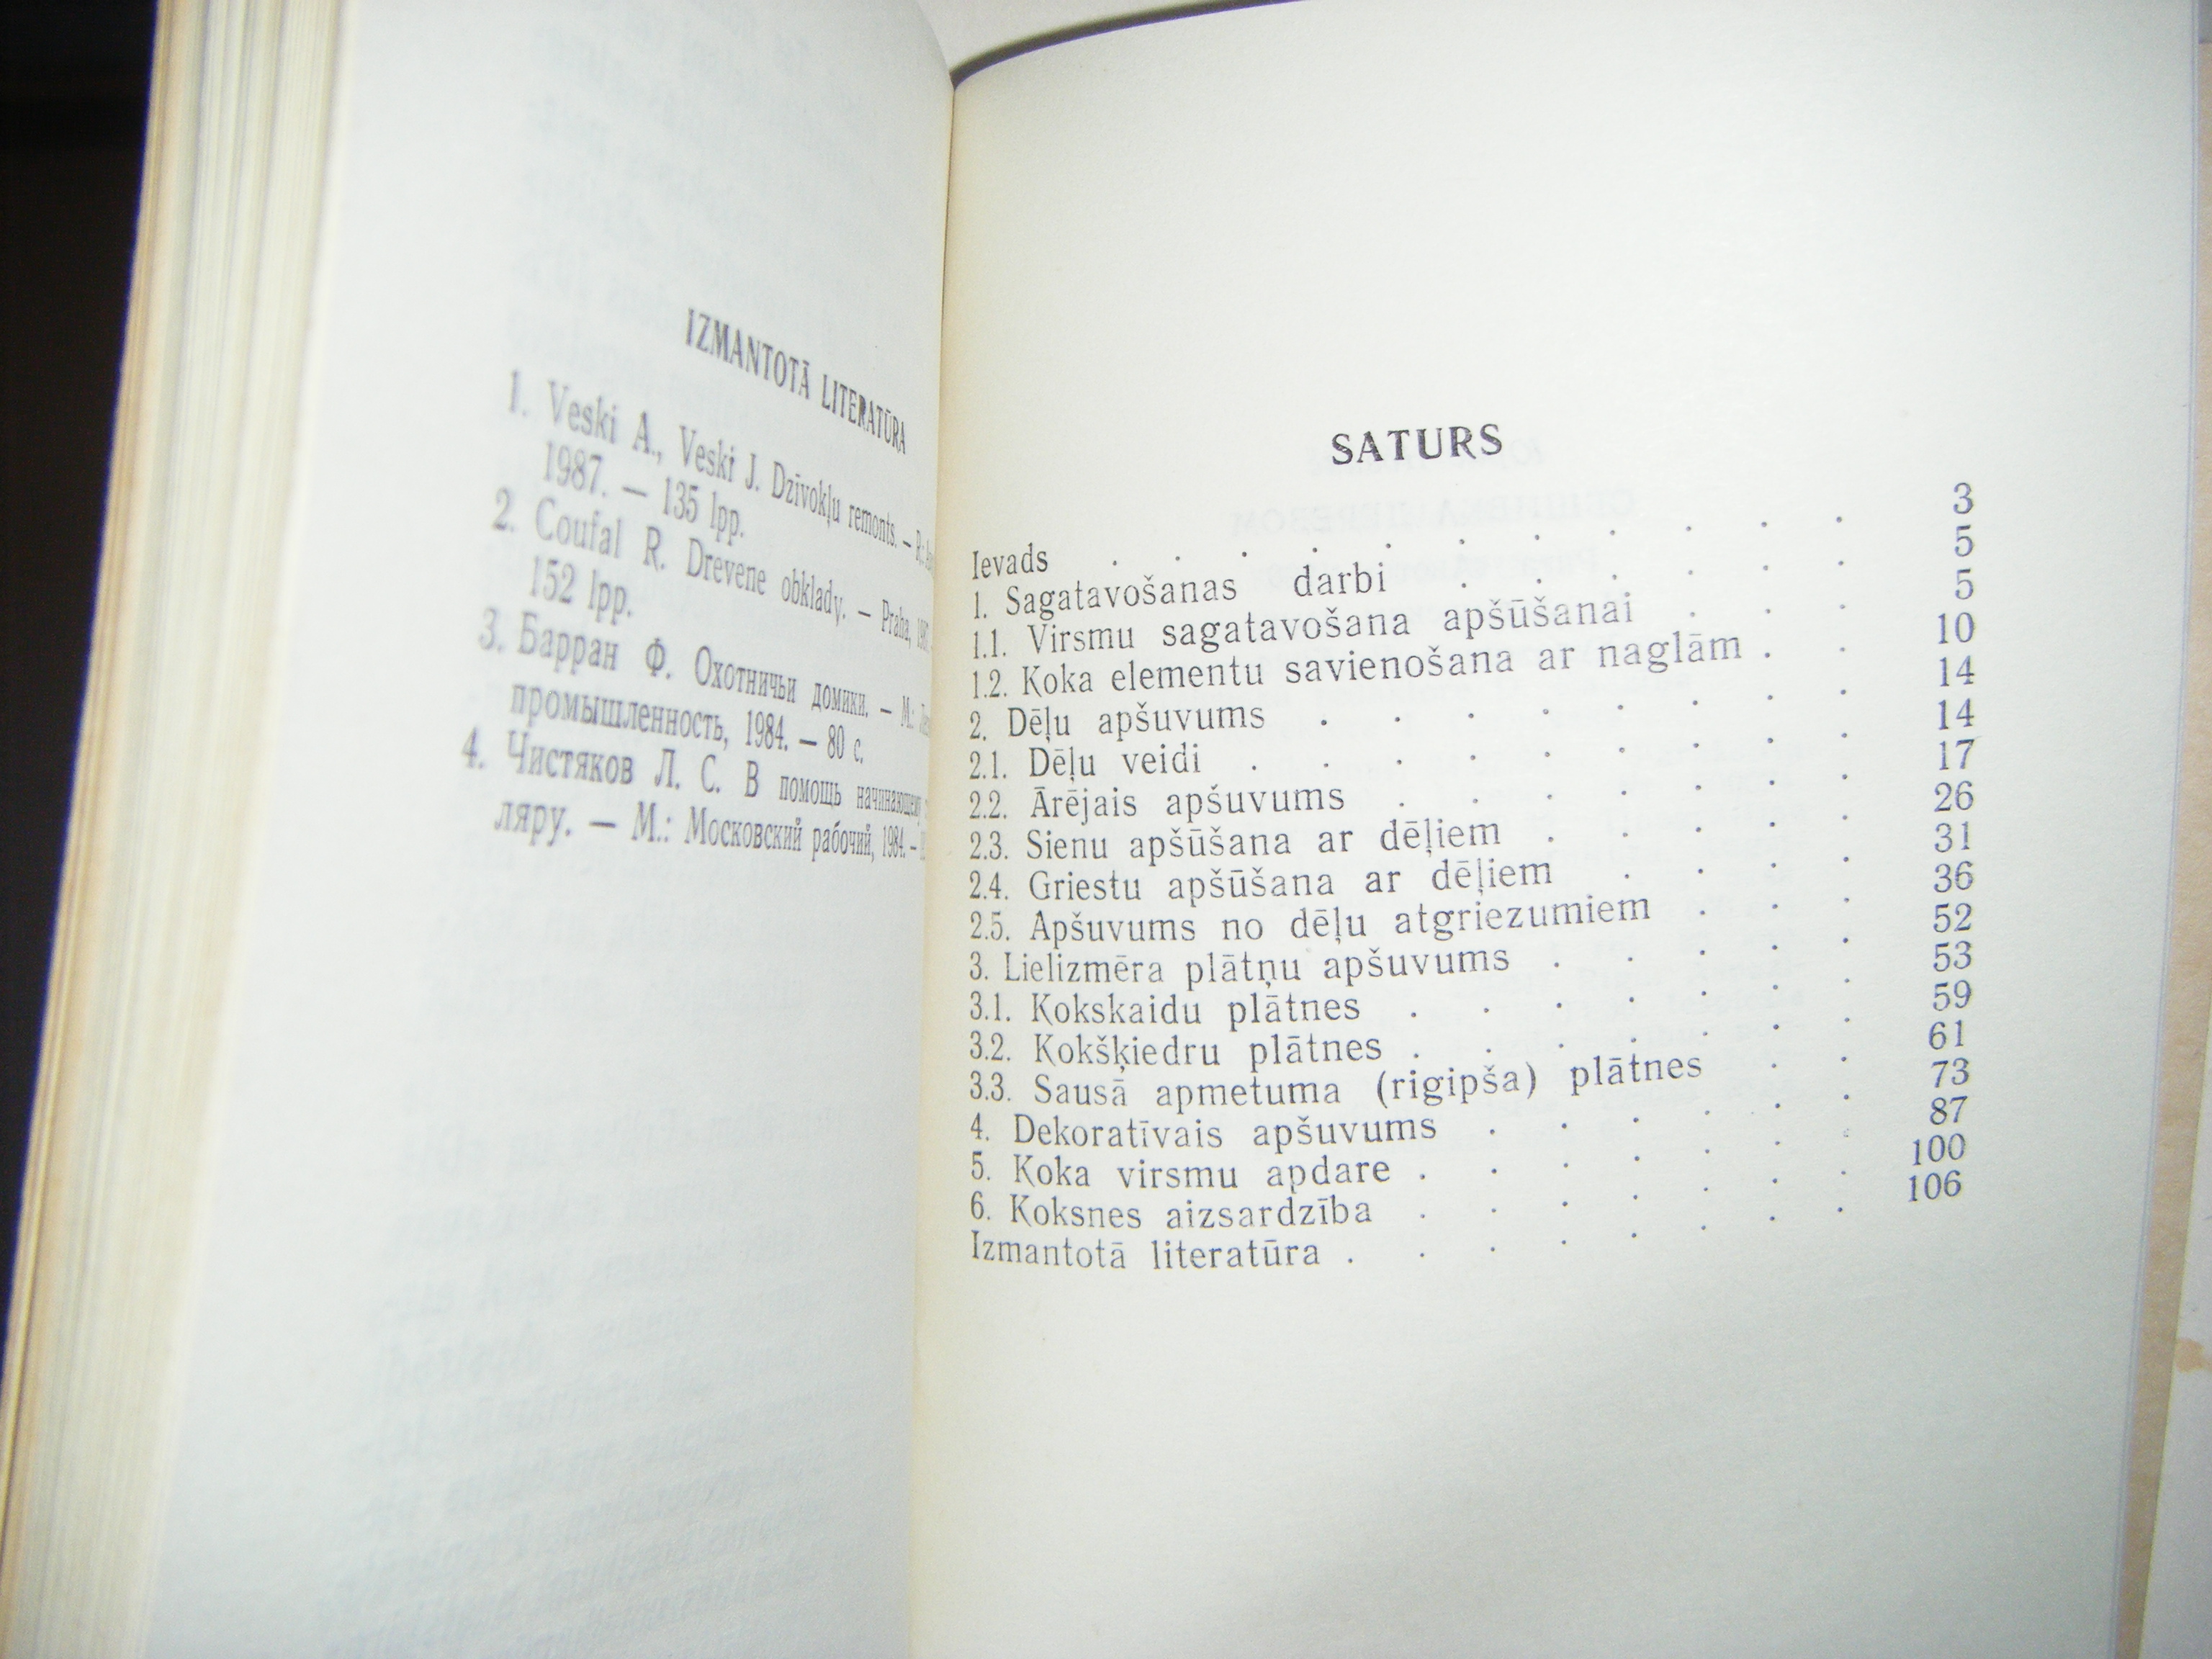 IZMANTOTĀ LITERATŪRA
1. Veski A., Veski J. Dzīvokļu remonts. — R.:
1987. — 135 lpp.
2. Coufal R. Drevene obklady. — Praha,
152 lpp.
3. Барран Ф. Охотничьи домики. — М.:
промышленность, 1984. — 80 с.
4. Чистяков Л. С. В помощь начинающему
ляру. — М.: Московский рабочий, 1984. —
SATURS
Ievads . . . . . . . . . . . 3
1. Sagatavošanas darbi . . . . . . 5
1.1. Virsmu sagatavošana apšūšanai . . . 5
1.2. Koka elementu savienošana ar naglām . . 10
2. Dēļu apšuvums . . . . . . . . 14
2.1. Dēļu veidi . . . . . . . . . 14
2.2. Ārējais apšuvums . . . . . . . 17
2.3. Sienu apšūšana ar dēļiem . . . . . 26
2.4. Griestu apšūšana ar dēļiem . . . . 31
2.5. Apšuvums no dēļu atgriezumiem . . . 36
3. Lielizmēra plātņu apšuvums . . . . . 52
3.1. Kokskaidu plātnes . . . . . . . 53
3.2. Kokšķiedru plātnes . . . . . . . 59
3.3. Sausā apmetuma (rigipša) plātnes . . 61
4. Dekoratīvais apšuvums . . . . . . 73
5. Koka virsmu apdare . . . . . . . 87
6. Koksnes aizsardzība . . . . . . . 100
Izmantotā literatūra . . . . . . . . 106